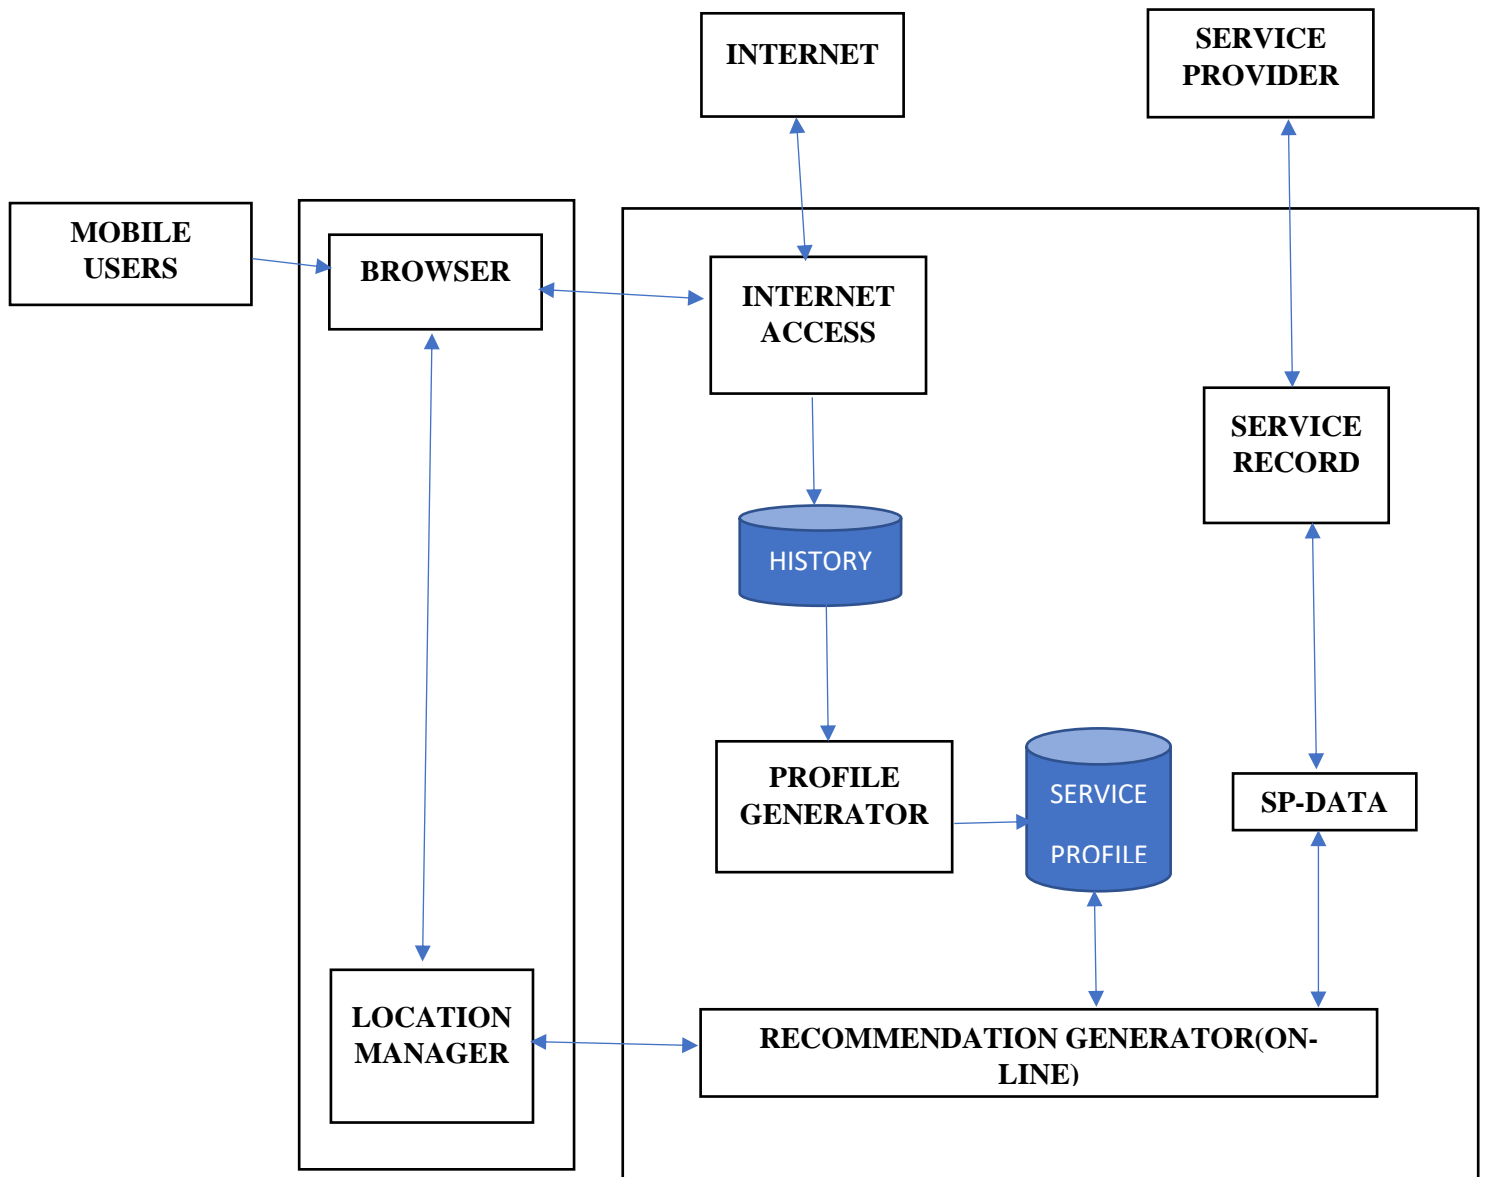 INTERNET
SERVICE
PROVIDER
MOBILE
USERS
BROWSER
INTERNET
ACCESS
SERVICE
RECORD
HISTORY
PROFILE
GENERATOR
SERVICE
PROFILE
SP-DATA
LOCATION
MANAGER
RECOMMENDATION GENERATOR(ON-
LINE)